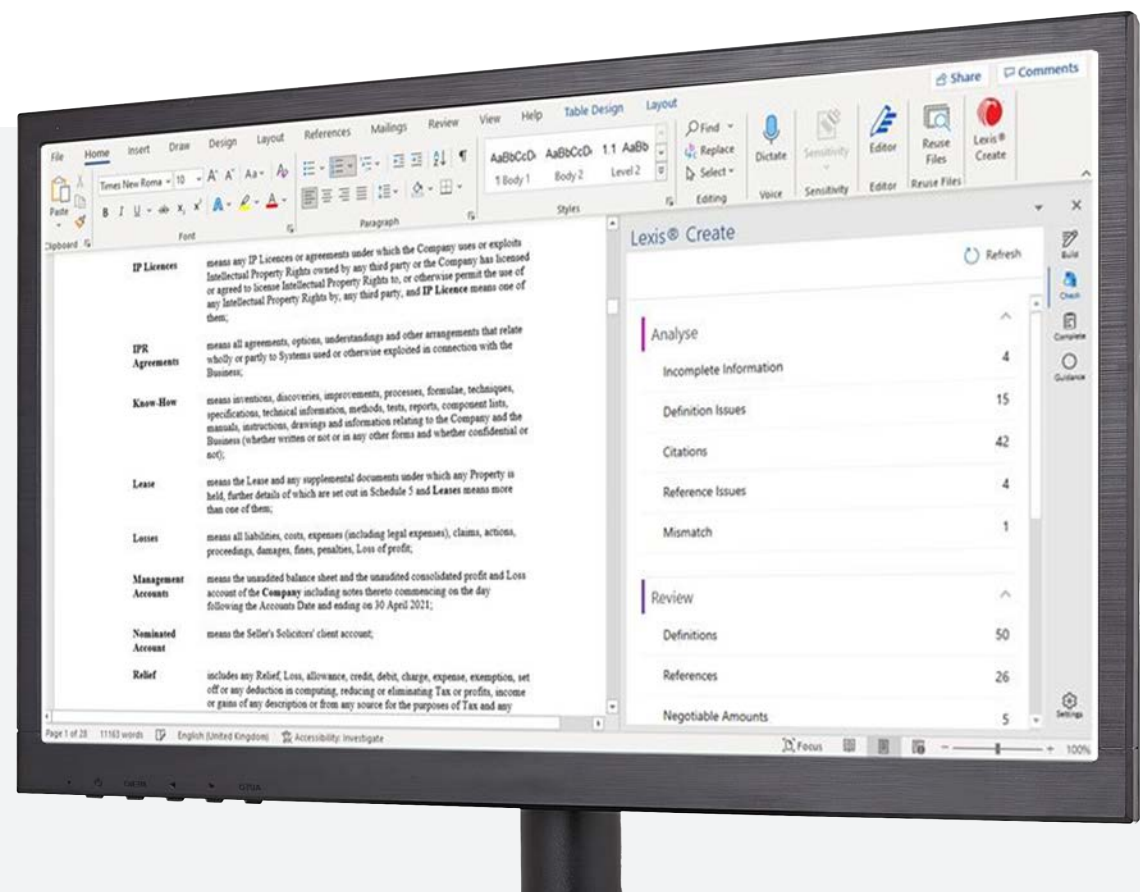 Share Comments
File Home Insert Draw Design Layout References Mailings Review View Help Table Design Layout
Paste
Clipboard
Times New Roma 10
B I U
Font
Paragraph
AaBbCcD AaBbCcD 1.1 AaBb
¶ Body 1 Body 2 Level 2
Styles
Find
Replace
Select
Editing
Dictate
Voice
Sensitivity
Sensitivity
Editor
Editor
Reuse
Files
Reuse Files
Lexis®
Create
IP Licences means any IP Licences or agreements under which the Company uses or exploits
Intellectual Property Rights owned by any third party or the Company has licensed
or agreed to license Intellectual Property Rights to, or otherwise permit the use of
any Intellectual Property Rights by, any third party, and IP Licence means one of
them;
IPR means all agreements, options, understandings and other arrangements that relate
Agreements wholly or partly to Systems used or otherwise exploited in connection with the
Business;
Know-How means inventions, discoveries, improvements, processes, formulae, techniques,
specifications, technical information, methods, tests, reports, component lists,
manuals, instructions, drawings and information relating to the Company and the
Business (whether written or not or in any other forms and whether confidential or
not);
Lease means the Lease and any supplemental documents under which any Property is
held, further details of which are set out in Schedule 5 and Leases means more
than one of them;
Losses means all liabilities, costs, expenses (including legal expenses), claims, actions,
proceedings, damages, fines, penalties, Loss of profit;
Management means the unaudited balance sheet and the unaudited consolidated profit and Loss
Accounts account of the Company including notes thereto commencing on the day
following the Accounts Date and ending on 30 April 2021;
Nominated means the Seller's Solicitors' client account;
Account
Relief includes any Relief, Loss, allowance, credit, debit, charge, expense, exemption, set
off or any deduction in computing, reducing or eliminating Tax or profits, income
or gains of any description or from any source for the purposes of Tax and any
Lexis® Create
Refresh
Analyse
Incomplete Information 4
Definition Issues 15
Citations 42
Reference Issues 4
Mismatch 1
Review
Definitions 50
References 26
Negotiable Amounts 5
Build
Check
Complete
Guidance
Settings
Page 1 of 28 11163 words English (United Kingdom) Accessibility: Investigate
Focus 100%